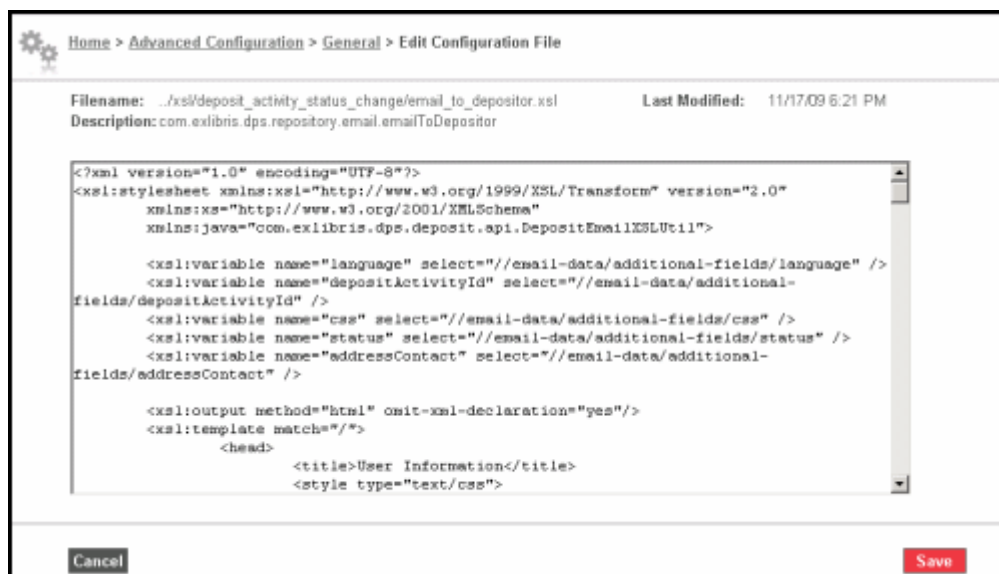 Home > Advanced Configuration > General > Edit Configuration File
Filename: ../xsl/deposit_activity_status_change/email_to_depositor.xsl Last Modified: 11/17/09 6:21 PM
Description: com.exlibris.dps.repository.email.emailToDepositor
<?xml version="1.0" encoding="UTF-8"?>
<xsl:stylesheet xmlns:xsl="http://www.w3.org/1999/XSL/Transform" version="2.0"
xmlns:xs="http://www.w3.org/2001/XMLSchema"
xmlns:java="com.exlibris.dps.deposit.api.DepositEmailXSLUtil">
<xsl:variable name="language" select="//email-data/additional-fields/language" />
<xsl:variable name="depositActivityId" select="//email-data/additional-
fields/depositActivityId" />
<xsl:variable name="css" select="//email-data/additional-fields/css" />
<xsl:variable name="status" select="//email-data/additional-fields/status" />
<xsl:variable name="addressContact" select="//email-data/additional-
fields/addressContact" />
<xsl:output method="html" omit-xml-declaration="yes"/>
<xsl:template match="/">
<head>
<title>User Information</title>
<style type="text/css">
Cancel Save